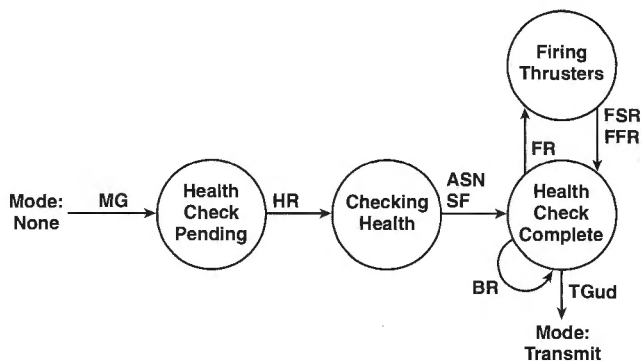 Firing
Thrusters
FSR
FFR
FR
Mode:
None
MG
Health
Check
Pending
HR
Checking
Health
ASN
SF
Health
Check
Complete
BR
TGud
Mode:
Transmit